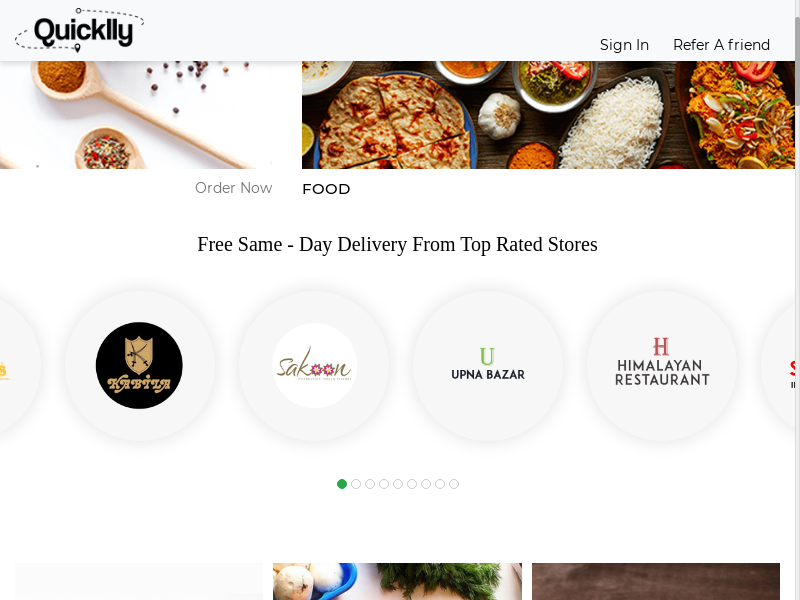 Quicklly
Sign In
Refer A friend
Order Now
FOOD
Free Same - Day Delivery From Top Rated Stores
KABILA
sakoon
U
UPNA BAZAR
H
HIMALAYAN
RESTAURANT